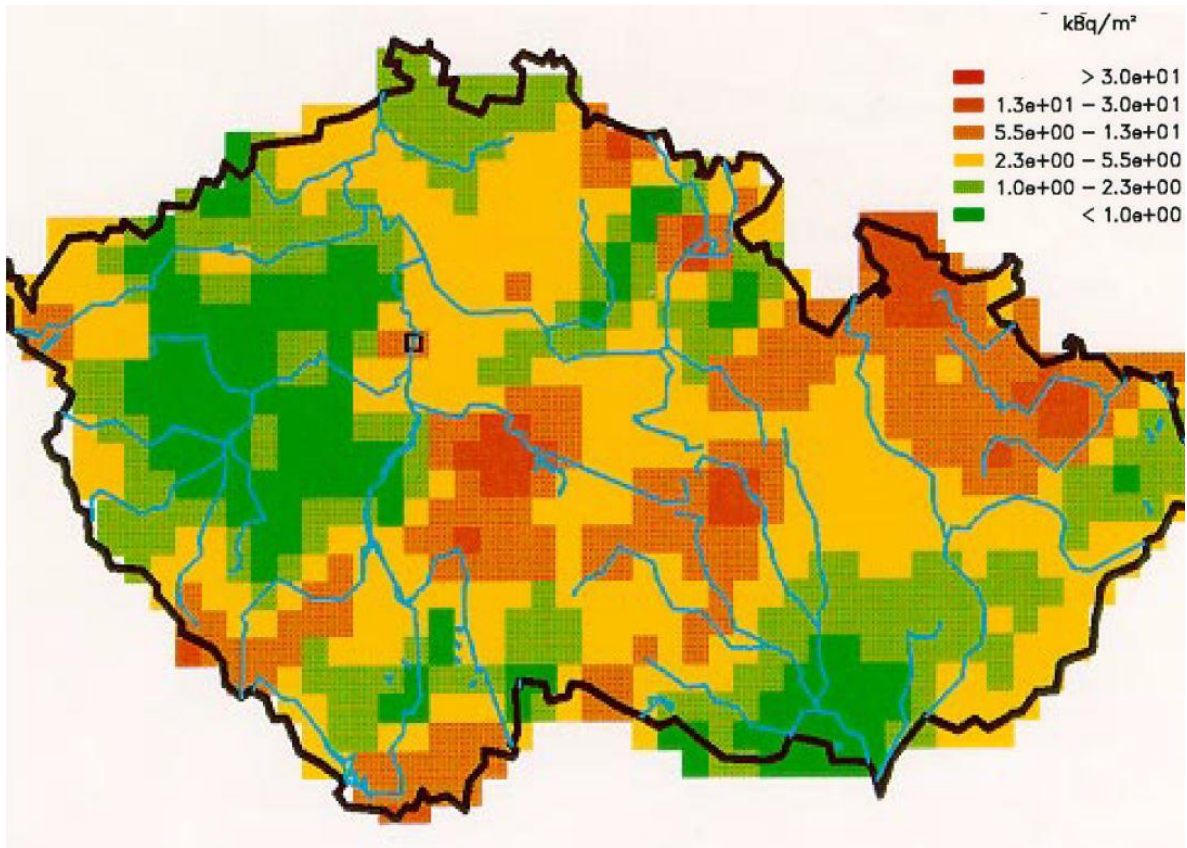 kBq/m²
> 3.0e+01
1.3e+01 – 3.0e+01
5.5e+00 – 1.3e+01
2.3e+00 – 5.5e+00
1.0e+00 – 2.3e+00
< 1.0e+00